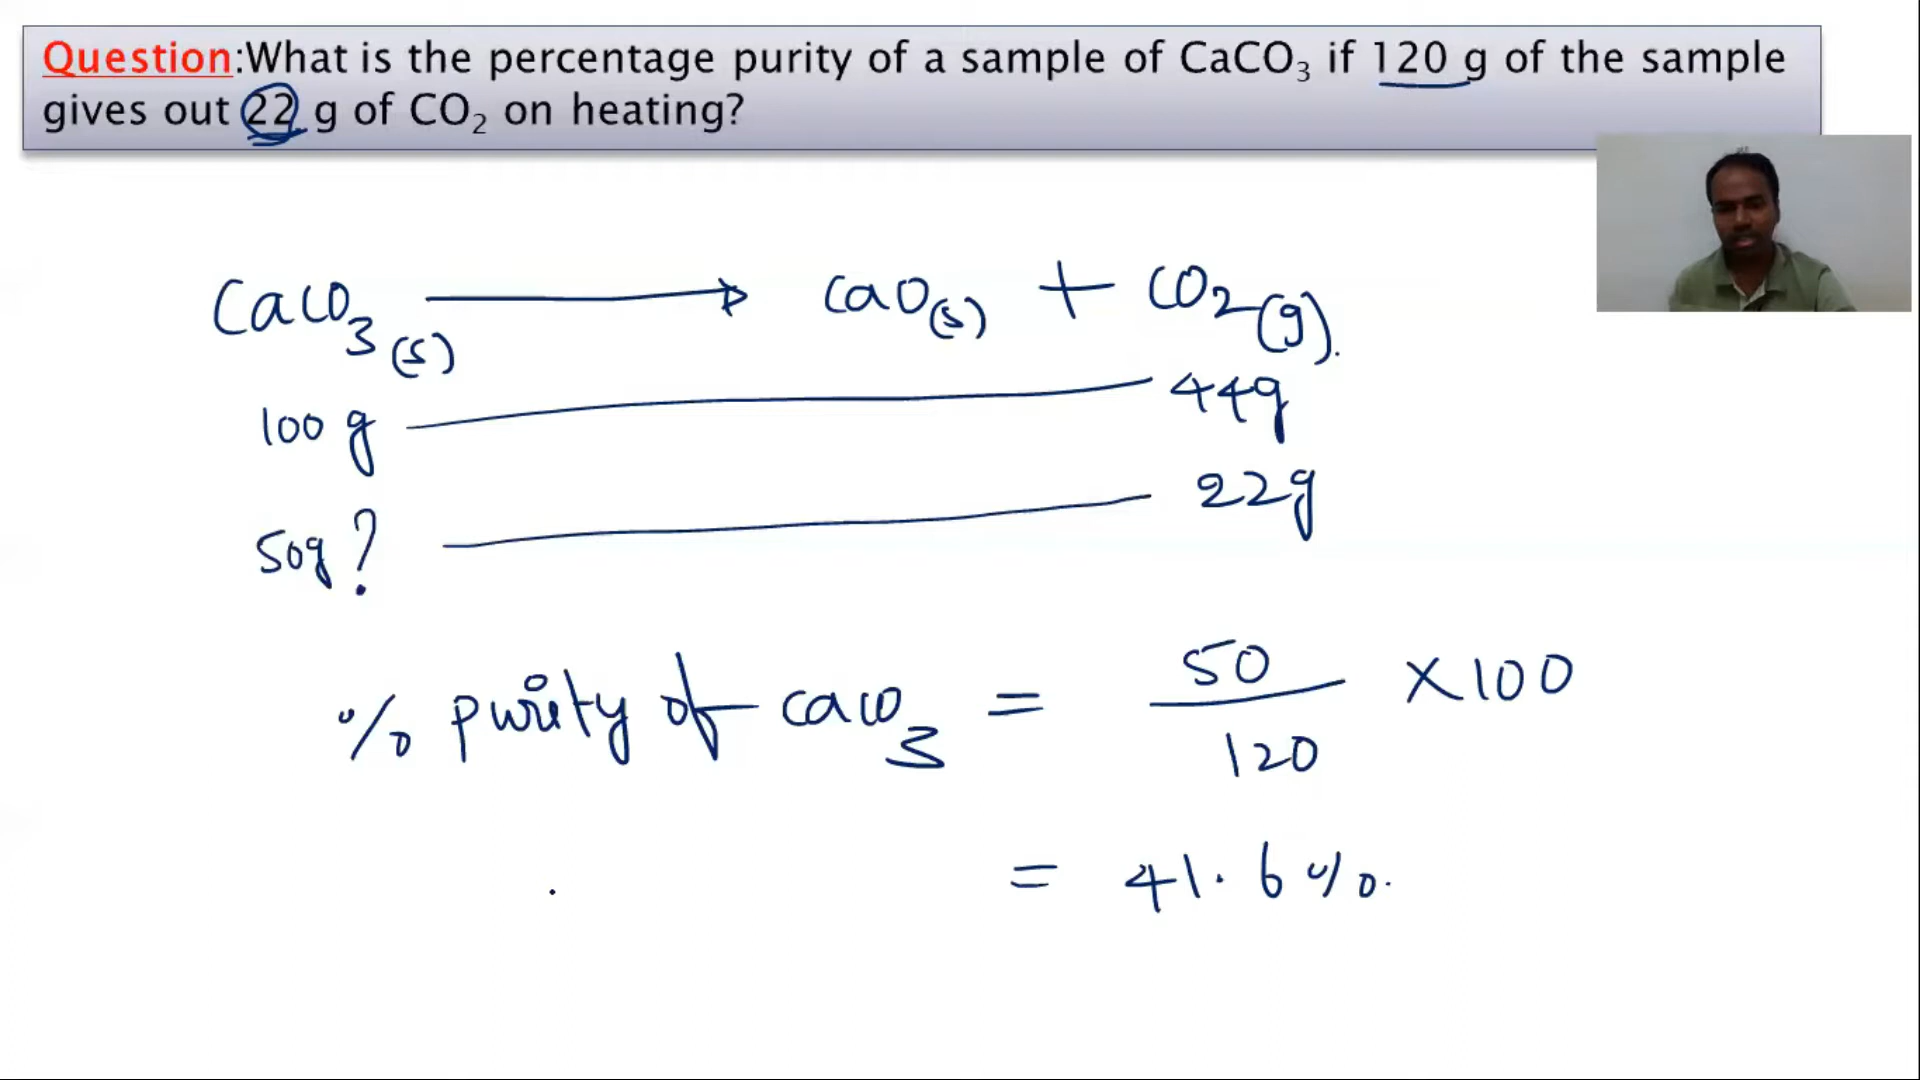 Question:What is the percentage purity of a sample of CaCO₃ if 120 g of the sample
gives out 22 g of CO₂ on heating?
CaCO₃(s) → CaO(s) + CO₂(g).
100 g 44g
50g ? 22g
% purity of CaCO₃ = 50/120 × 100
= 41.6 %.